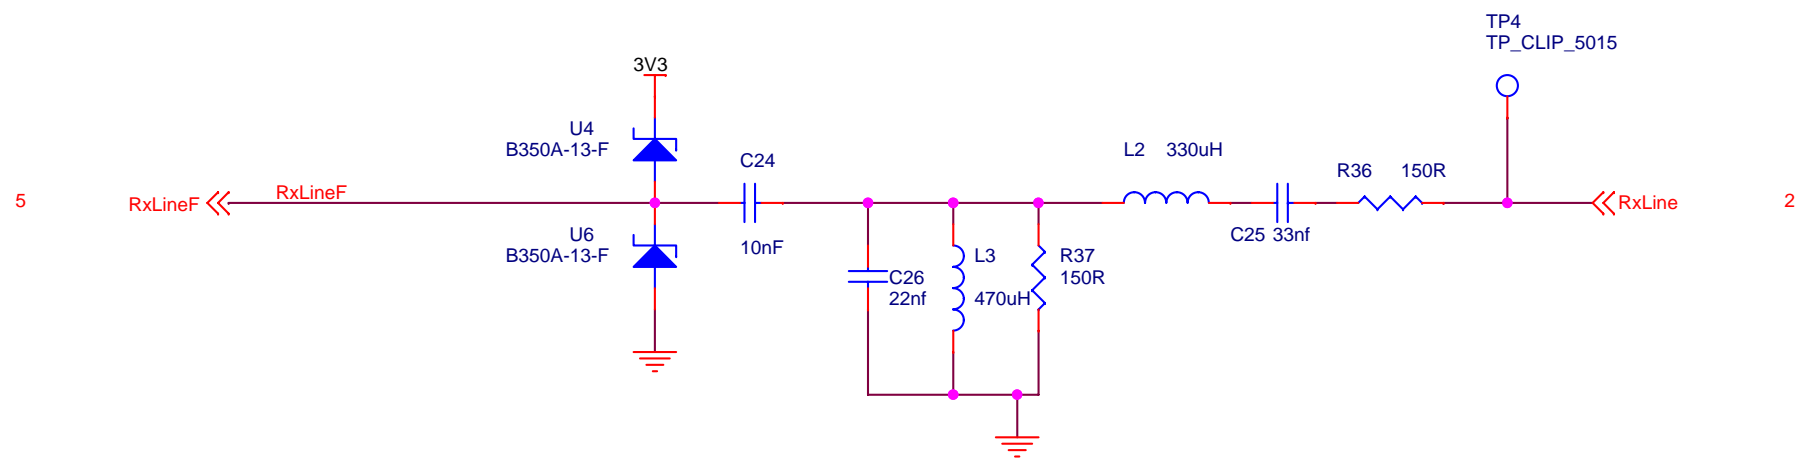 TP4
TP_CLIP_5015
3V3
U4
B350A-13-F
C24
L2 330uH
R36 150R
5
RxLineF
RxLineF
RxLine
2
U6
B350A-13-F
10nF
C25 33nf
C26
22nf
L3
470uH
R37
150R